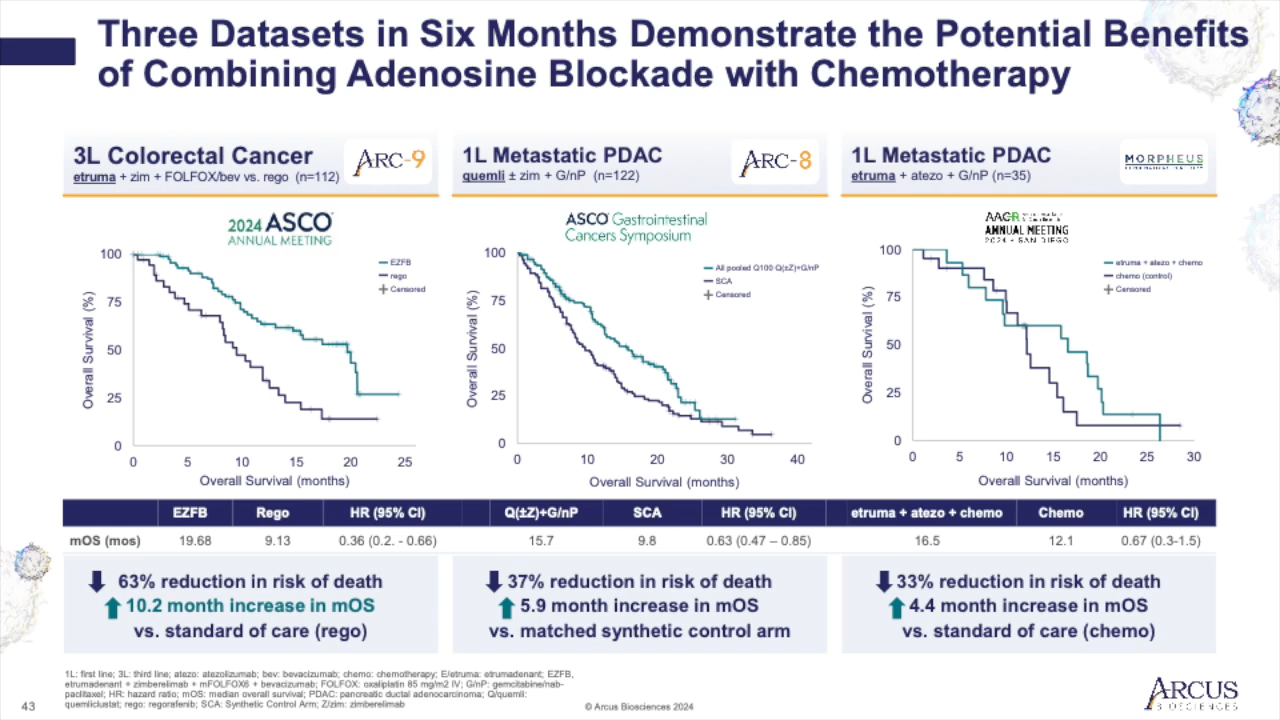 Three Datasets in Six Months Demonstrate the Potential Benefits
of Combining Adenosine Blockade with Chemotherapy
3L Colorectal Cancer
etruma + zim + FOLFOX/bev vs. rego (n=112)
ARC-9
1L Metastatic PDAC
quemli ± zim + G/nP (n=122)
ARC-8
1L Metastatic PDAC
etruma + atezo + G/nP (n=35)
MORPHEUS
2024 ASCO
ANNUAL MEETING
100
75
50
25
0
Overall Survival (%)
EZFB
rego
Censored
0 5 10 15 20 25
Overall Survival (months)
ASCO Gastrointestinal
Cancers Symposium
100
75
50
25
0
Overall Survival (%)
All pooled Q100 Q(±Z)+G/nP
SCA
Censored
0 10 20 30 40
Overall Survival (months)
AACR
ANNUAL MEETING
2024 • SAN DIEGO
100
75
50
25
0
Overall Survival (%)
etruma + atezo + chemo
chemo (control)
Censored
0 5 10 15 20 25 30
Overall Survival (months)
EZFB Rego HR (95% CI) Q(±Z)+G/nP SCA HR (95% CI) etruma + atezo + chemo Chemo HR (95% CI)
mOS (mos) 19.68 9.13 0.36 (0.2. - 0.66) 15.7 9.8 0.63 (0.47 – 0.85) 16.5 12.1 0.67 (0.3-1.5)
63% reduction in risk of death
10.2 month increase in mOS
vs. standard of care (rego)
37% reduction in risk of death
5.9 month increase in mOS
vs. matched synthetic control arm
33% reduction in risk of death
4.4 month increase in mOS
vs. standard of care (chemo)
1L: first line; 3L: third line; atezo: atezolizumab; bev: bevacizumab; chemo: chemotherapy; E/etruma: etrumadenant; EZFB,
etrumadenant + zimberelimab + mFOLFOX6 + bevacizumab; FOLFOX: oxaliplatin 85 mg/m2 IV; G/nP: gemcitabine/nab-
paclitaxel; HR: hazard ratio; mOS: median overall survival; PDAC: pancreatic ductal adenocarcinoma; Q/quemli:
quemliclustat; rego: regorafenib; SCA: Synthetic Control Arm; Z/zim: zimberelimab
43
© Arcus Biosciences 2024
ARCUS
BIOSCIENCES